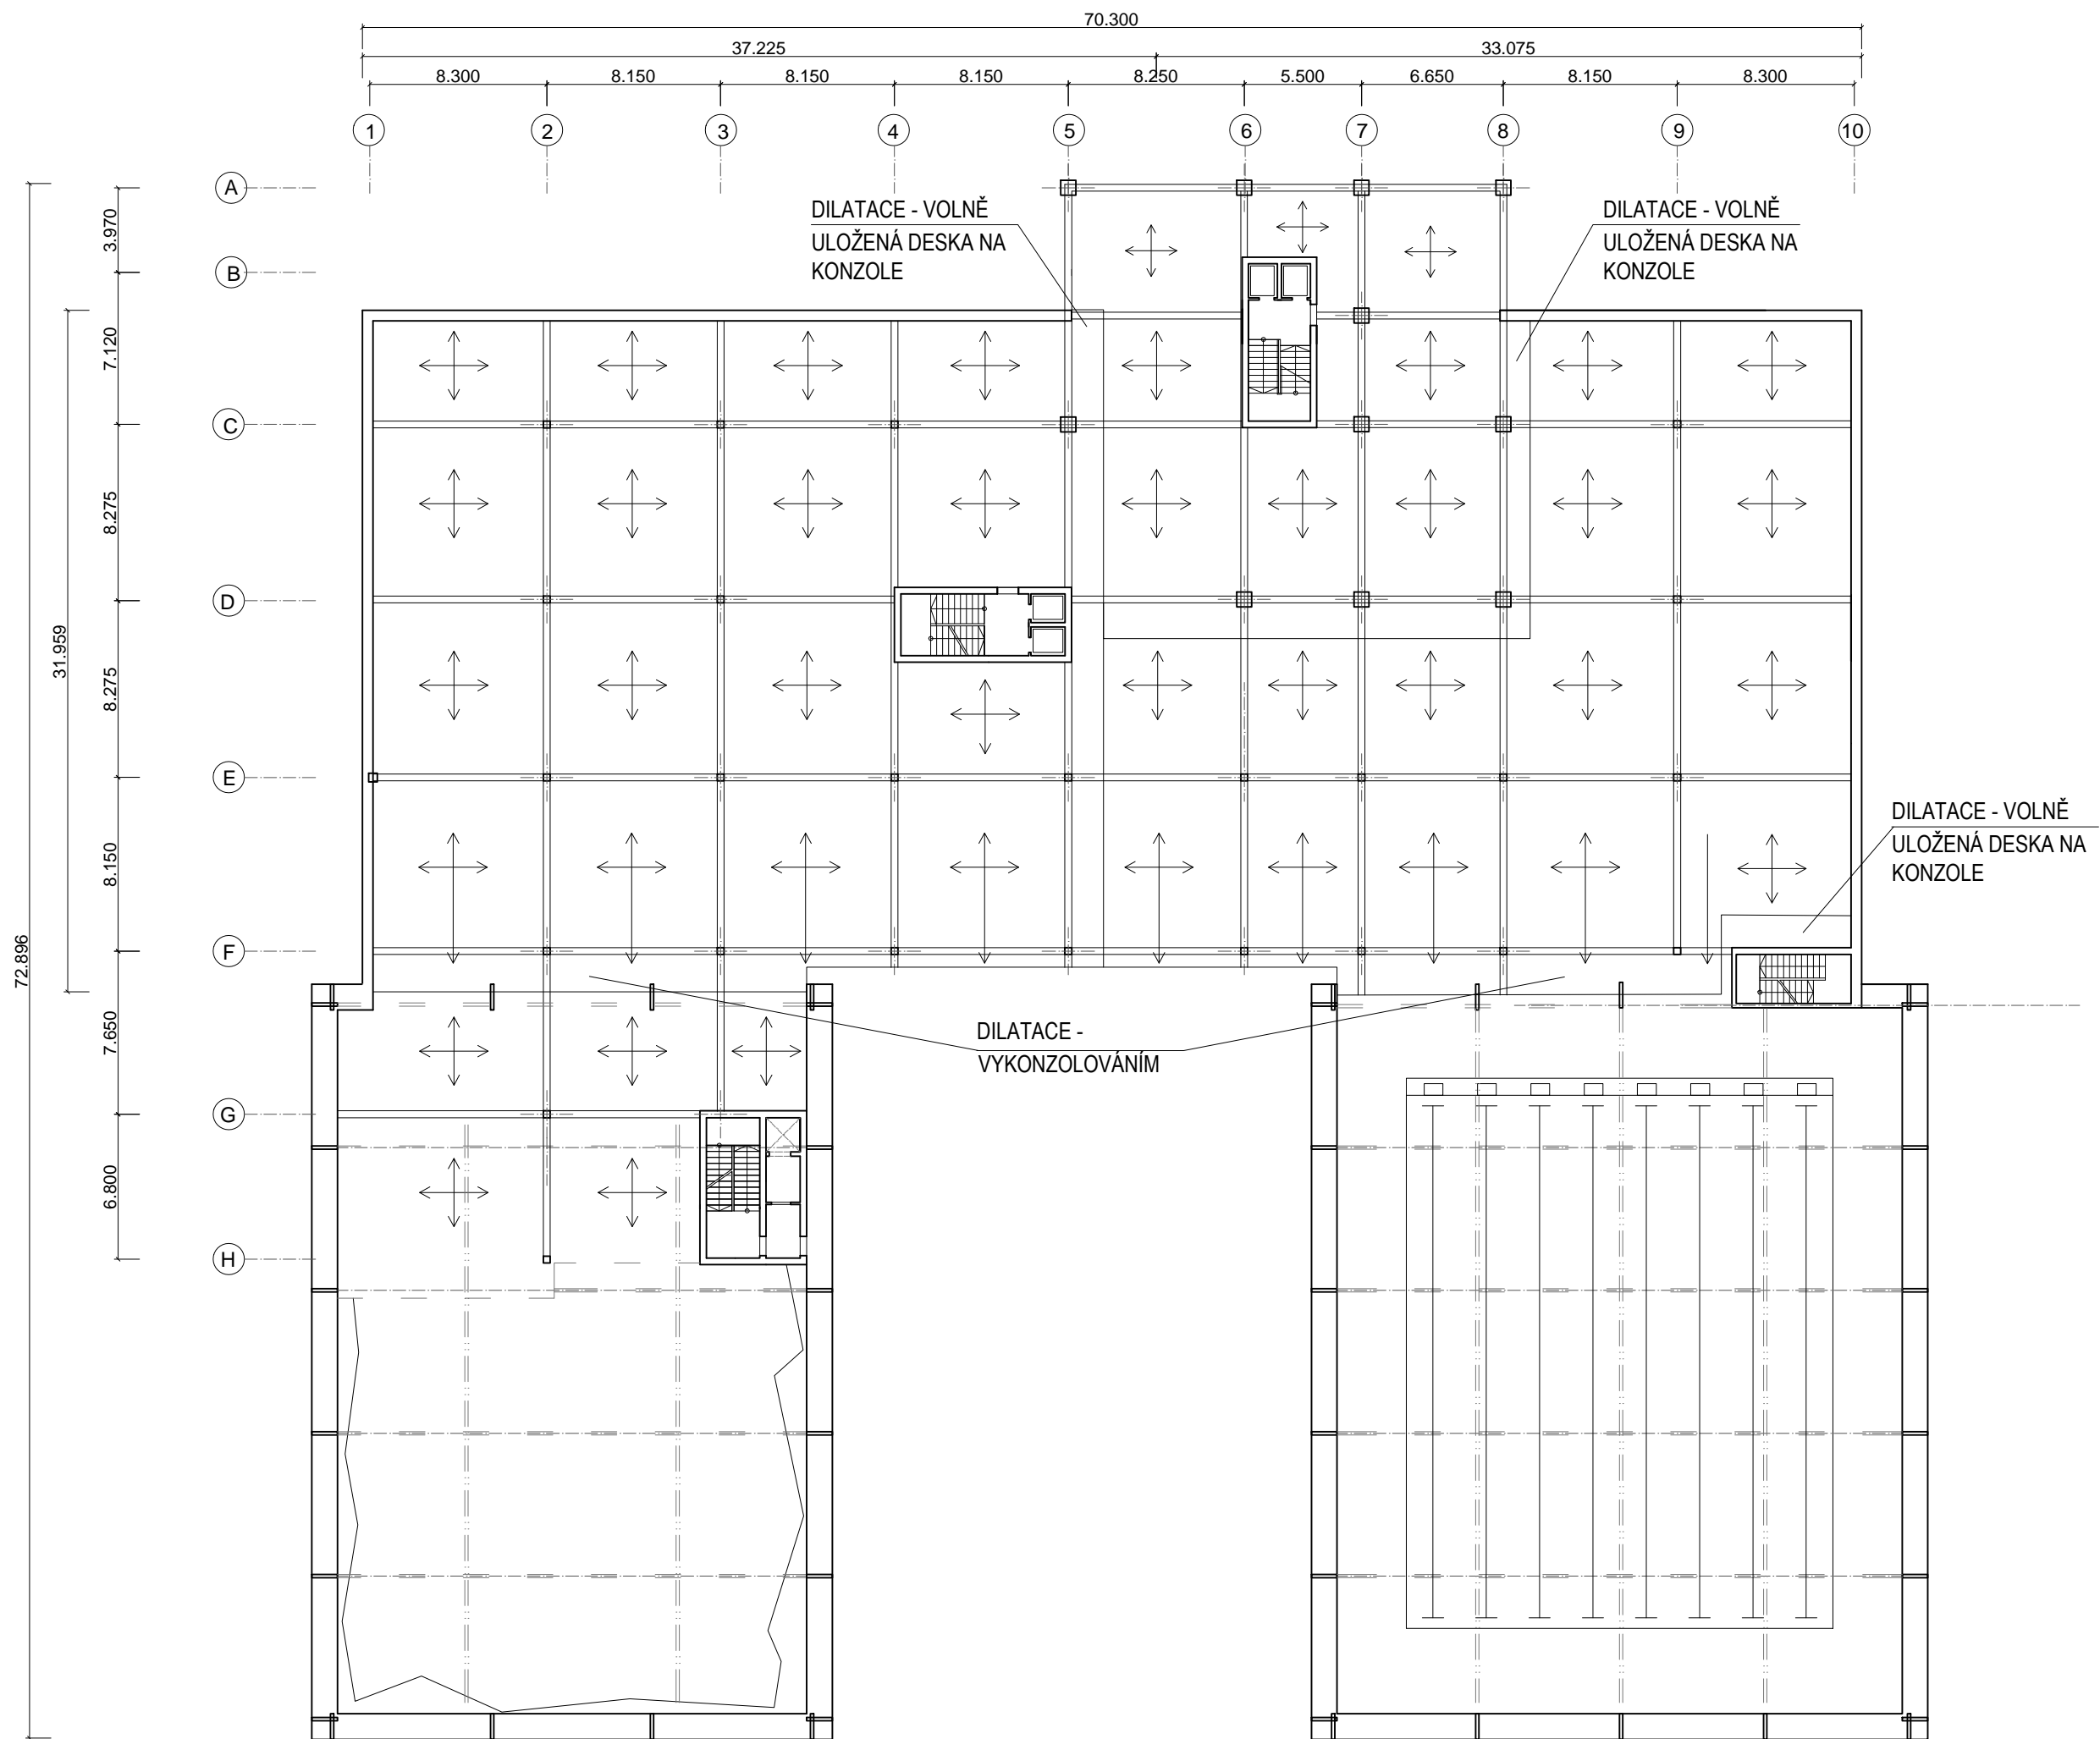 70.300
37.225
33.075
8.300
8.150
8.150
8.150
8.250
5.500
6.650
8.150
8.300
1
2
3
4
5
6
7
8
9
10
A
B
C
D
E
F
G
H
3.970
7.120
8.275
8.275
8.150
7.650
6.800
31.959
72.896
DILATACE - VOLNĚ
ULOŽENÁ DESKA NA
KONZOLE
DILATACE - VOLNĚ
ULOŽENÁ DESKA NA
KONZOLE
DILATACE - VOLNĚ
ULOŽENÁ DESKA NA
KONZOLE
DILATACE -
VYKONZOLOVÁNÍM